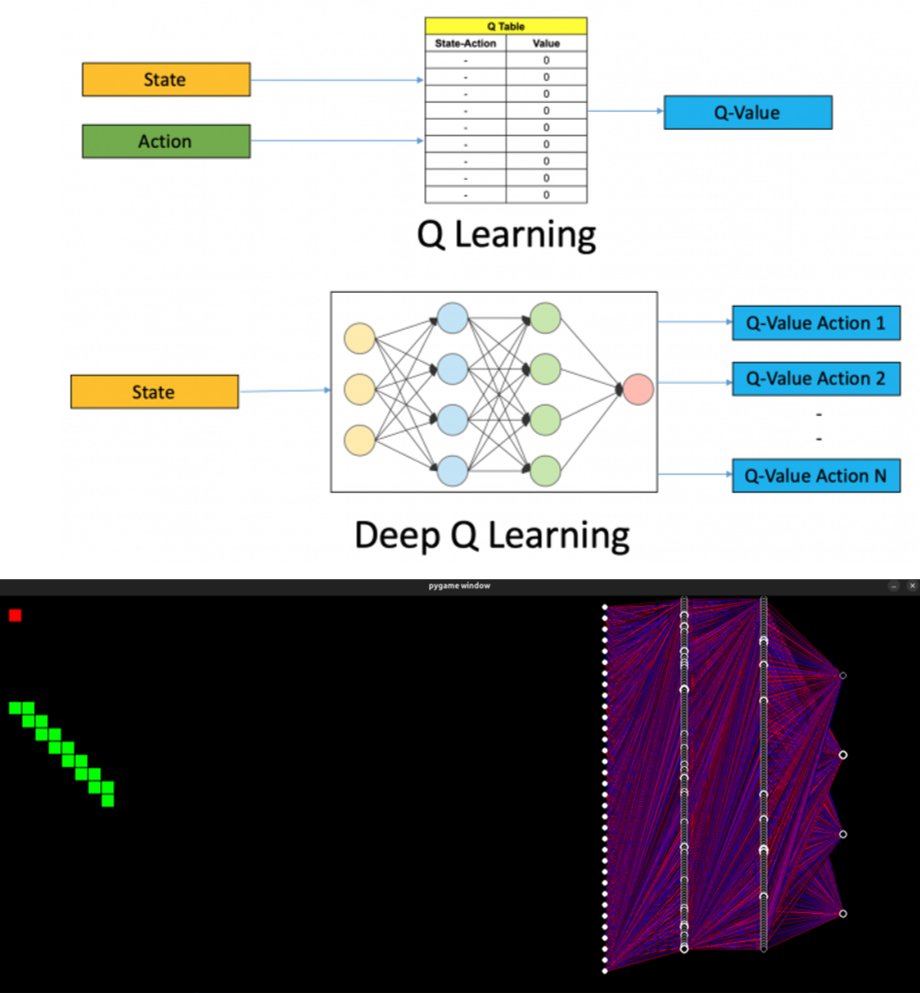 Q Table
State-Action Value
- 0
- 0
- 0
- 0
- 0
- 0
- 0
- 0
- 0
State
Action
Q-Value
Q Learning
State
Q-Value Action 1
Q-Value Action 2
-
-
Q-Value Action N
Deep Q Learning
pygame window